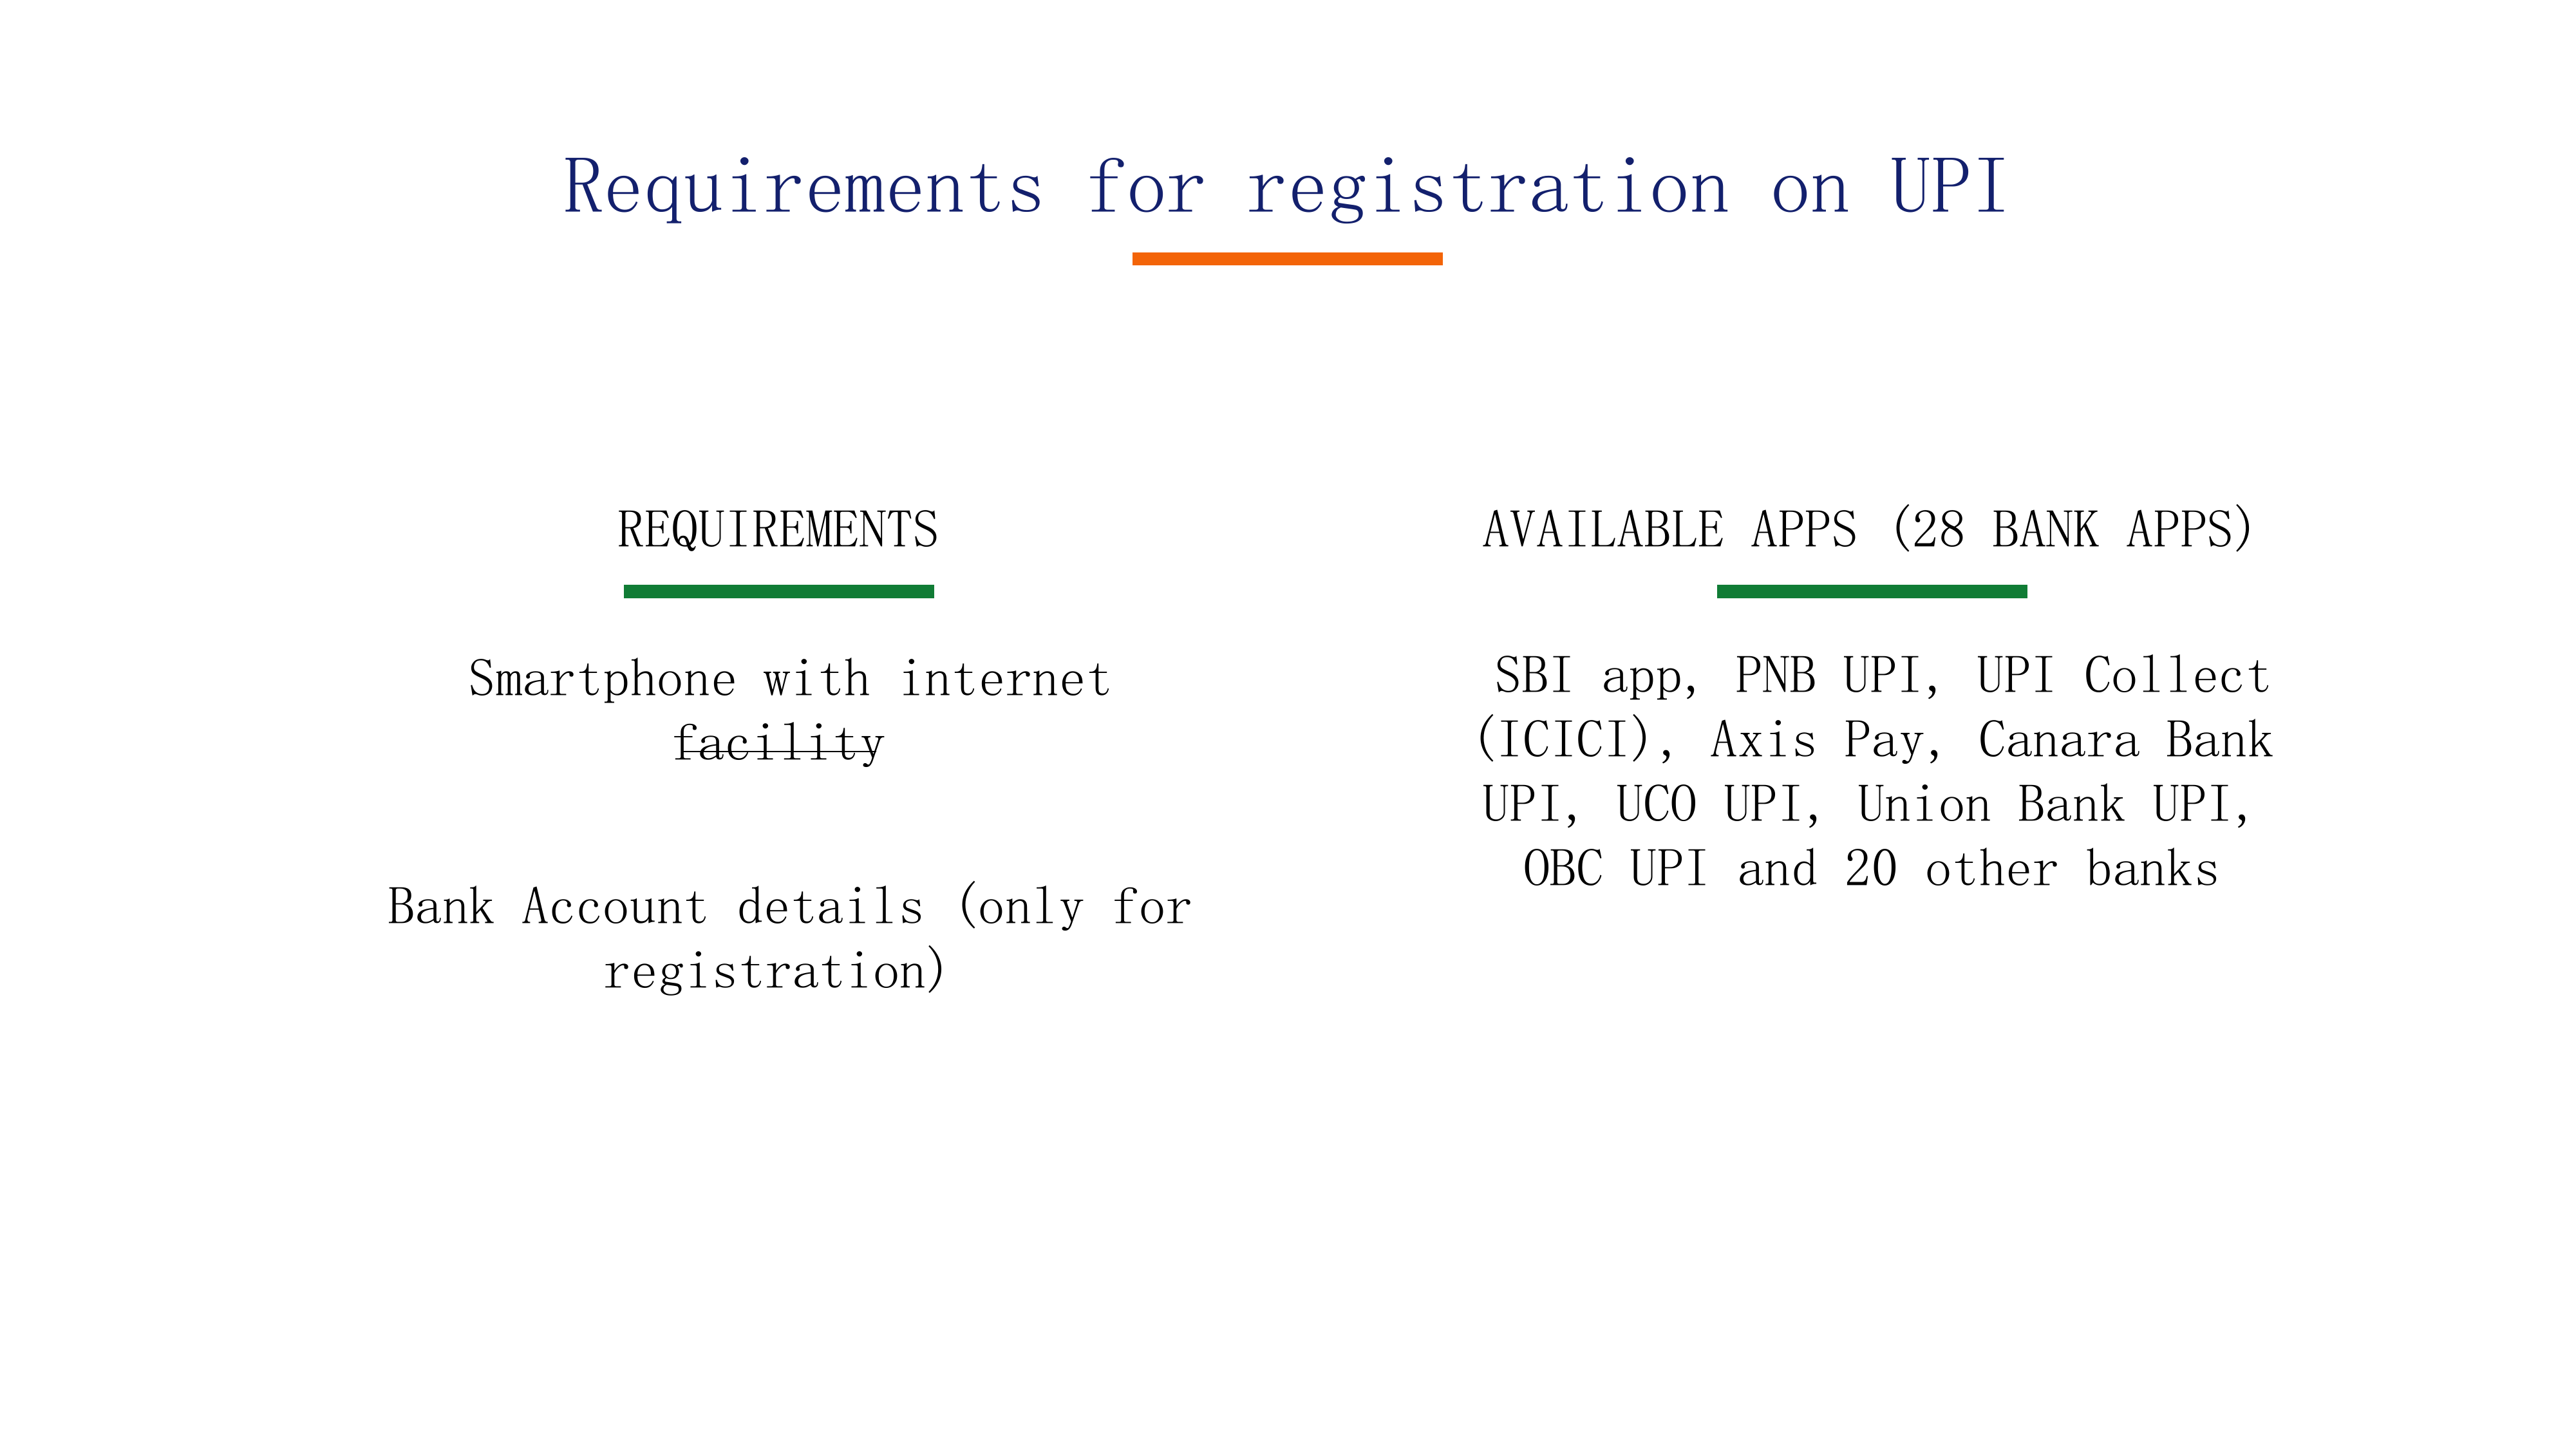 Requirements for registration on UPI
REQUIREMENTS
Smartphone with internet
facility
Bank Account details (only for
registration)
AVAILABLE APPS (28 BANK APPS)
SBI app, PNB UPI, UPI Collect
(ICICI), Axis Pay, Canara Bank
UPI, UCO UPI, Union Bank UPI,
OBC UPI and 20 other banks